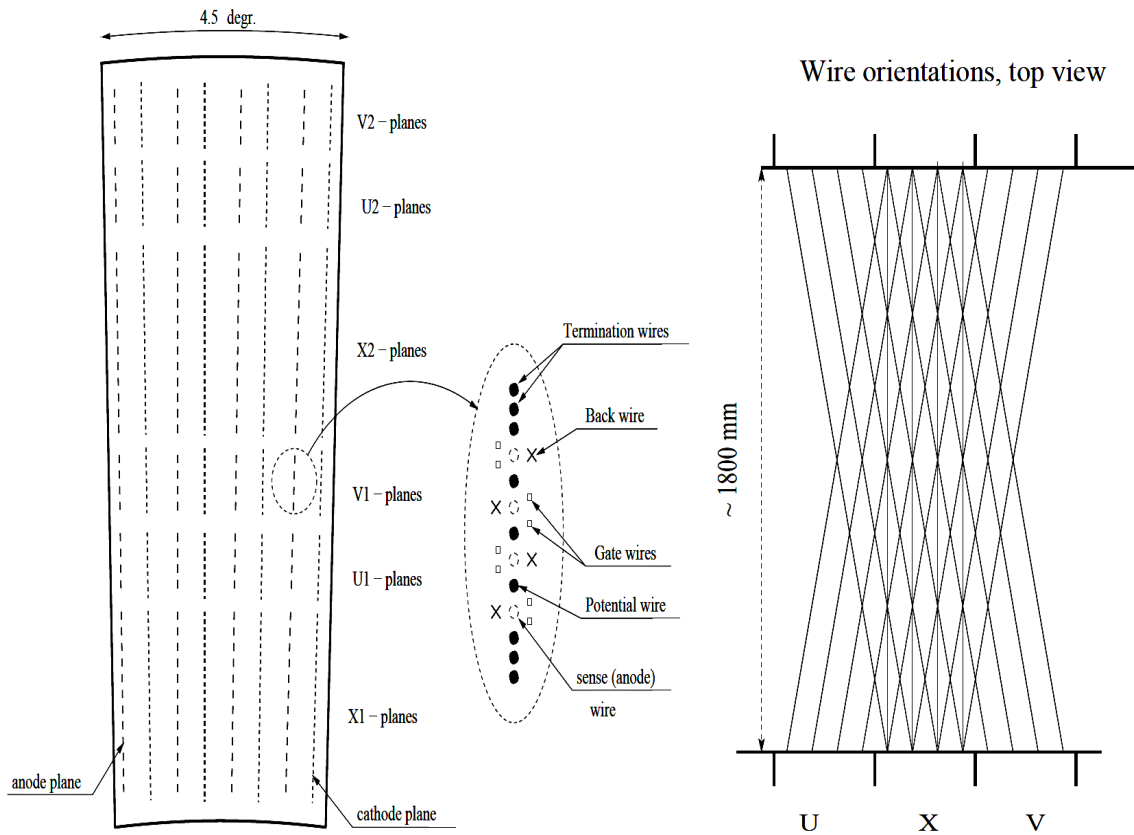 4.5 degr.
V2 − planes
U2 − planes
X2 − planes
V1 − planes
U1 − planes
X1 − planes
anode plane
cathode plane
Termination wires
Back wire
Gate wires
Potential wire
sense (anode)
wire
Wire orientations, top view
~ 1800 mm
U X V